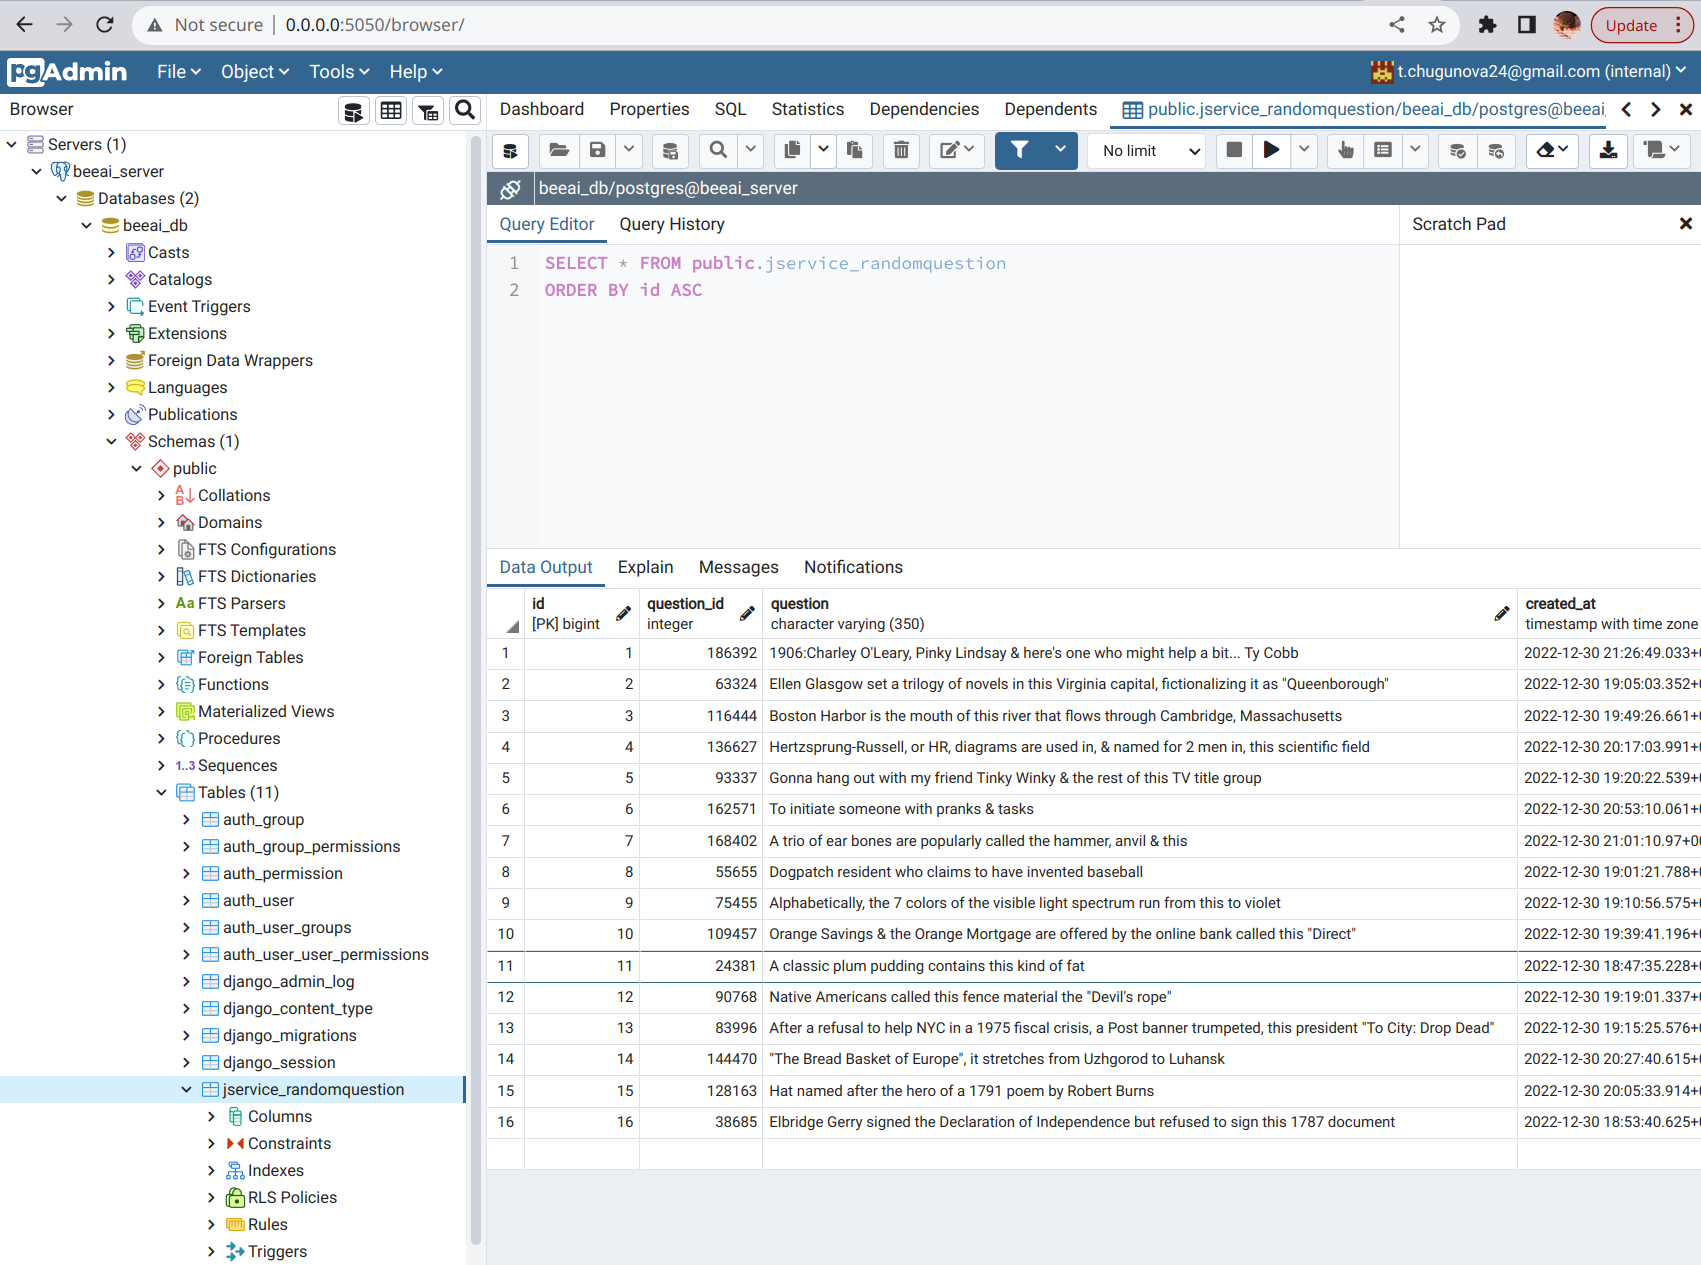 Not secure | 0.0.0.0:5050/browser/
Update
pgAdmin File Object Tools Help
t.chugunova24@gmail.com (internal)
Browser
Dashboard Properties SQL Statistics Dependencies Dependents public.jservice_randomquestion/beeai_db/postgres@beeai
No limit
beeai_db/postgres@beeai_server
Servers (1)
beeai_server
Databases (2)
beeai_db
Casts
Catalogs
Event Triggers
Extensions
Foreign Data Wrappers
Languages
Publications
Schemas (1)
public
Collations
Domains
FTS Configurations
FTS Dictionaries
Aa FTS Parsers
FTS Templates
Foreign Tables
Functions
Materialized Views
Procedures
1..3 Sequences
Tables (11)
auth_group
auth_group_permissions
auth_permission
auth_user
auth_user_groups
auth_user_user_permissions
django_admin_log
django_content_type
django_migrations
django_session
jservice_randomquestion
Columns
Constraints
Indexes
RLS Policies
Rules
Triggers
Query Editor Query History
Scratch Pad
1 SELECT * FROM public.jservice_randomquestion
2 ORDER BY id ASC
Data Output Explain Messages Notifications
id question_id question created_at
[PK] bigint integer character varying (350) timestamp with time zone
1 1 186392 1906:Charley O'Leary, Pinky Lindsay & here's one who might help a bit... Ty Cobb 2022-12-30 21:26:49.033+0
2 2 63324 Ellen Glasgow set a trilogy of novels in this Virginia capital, fictionalizing it as "Queenborough" 2022-12-30 19:05:03.352+0
3 3 116444 Boston Harbor is the mouth of this river that flows through Cambridge, Massachusetts 2022-12-30 19:49:26.661+0
4 4 136627 Hertzsprung-Russell, or HR, diagrams are used in, & named for 2 men in, this scientific field 2022-12-30 20:17:03.991+0
5 5 93337 Gonna hang out with my friend Tinky Winky & the rest of this TV title group 2022-12-30 19:20:22.539+0
6 6 162571 To initiate someone with pranks & tasks 2022-12-30 20:53:10.061+0
7 7 168402 A trio of ear bones are popularly called the hammer, anvil & this 2022-12-30 21:01:10.97+00
8 8 55655 Dogpatch resident who claims to have invented baseball 2022-12-30 19:01:21.788+0
9 9 75455 Alphabetically, the 7 colors of the visible light spectrum run from this to violet 2022-12-30 19:10:56.575+0
10 10 109457 Orange Savings & the Orange Mortgage are offered by the online bank called this "Direct" 2022-12-30 19:39:41.196+0
11 11 24381 A classic plum pudding contains this kind of fat 2022-12-30 18:47:35.228+0
12 12 90768 Native Americans called this fence material the "Devil's rope" 2022-12-30 19:19:01.337+0
13 13 83996 After a refusal to help NYC in a 1975 fiscal crisis, a Post banner trumpeted, this president "To City: Drop Dead" 2022-12-30 19:15:25.576+0
14 14 144470 "The Bread Basket of Europe", it stretches from Uzhgorod to Luhansk 2022-12-30 20:27:40.615+0
15 15 128163 Hat named after the hero of a 1791 poem by Robert Burns 2022-12-30 20:05:33.914+0
16 16 38685 Elbridge Gerry signed the Declaration of Independence but refused to sign this 1787 document 2022-12-30 18:53:40.625+0